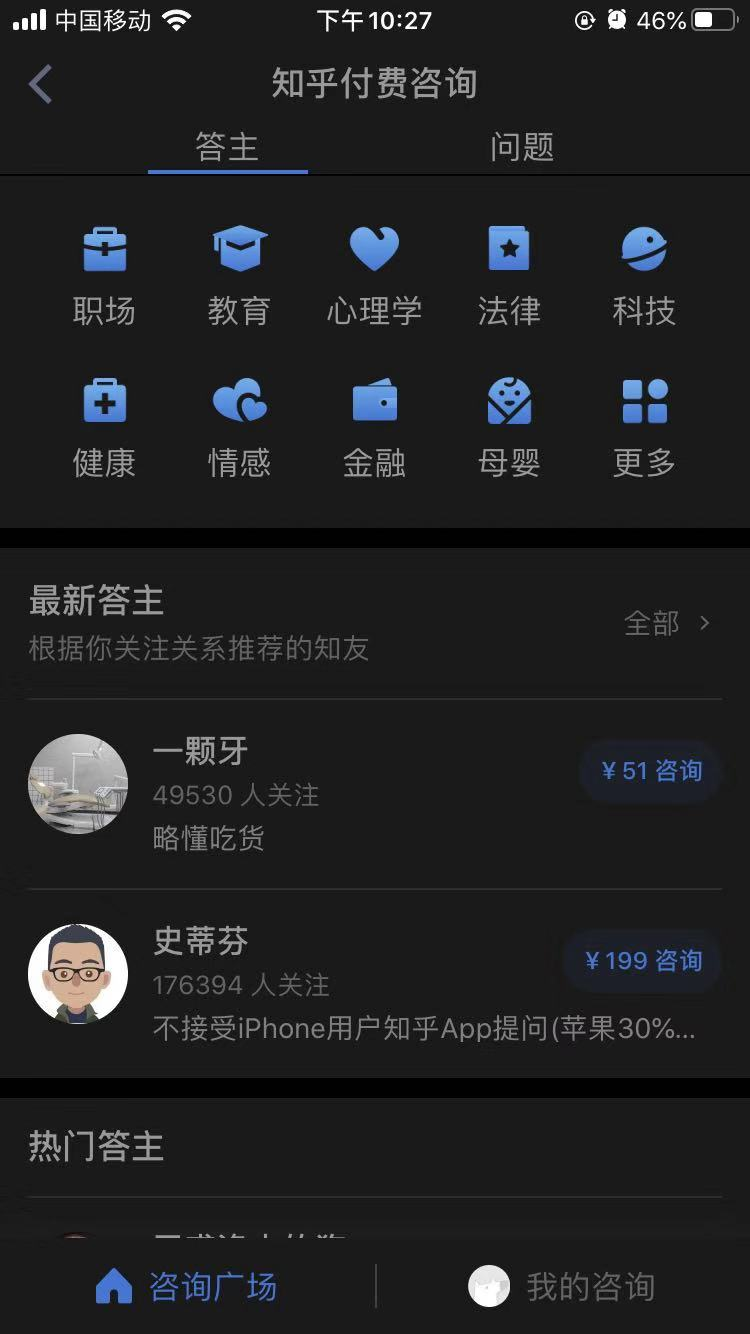 中国移动 下午10:27 46%
知乎付费咨询
答主 问题
职场 教育 心理学 法律 科技
健康 情感 金融 母婴 更多
最新答主
全部
根据你关注关系推荐的知友
一颗牙
¥51 咨询
49530 人关注
略懂吃货
史蒂芬
¥199 咨询
176394 人关注
不接受iPhone用户知乎App提问(苹果30%...
热门答主
咨询广场 我的咨询